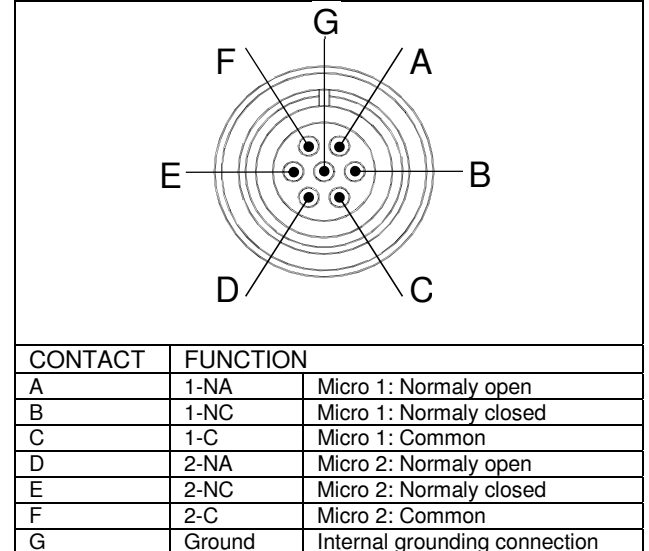 G
F A
E B
D C
CONTACT FUNCTION
A 1-NA Micro 1: Normaly open
B 1-NC Micro 1: Normaly closed
C 1-C Micro 1: Common
D 2-NA Micro 2: Normaly open
E 2-NC Micro 2: Normaly closed
F 2-C Micro 2: Common
G Ground Internal grounding connection